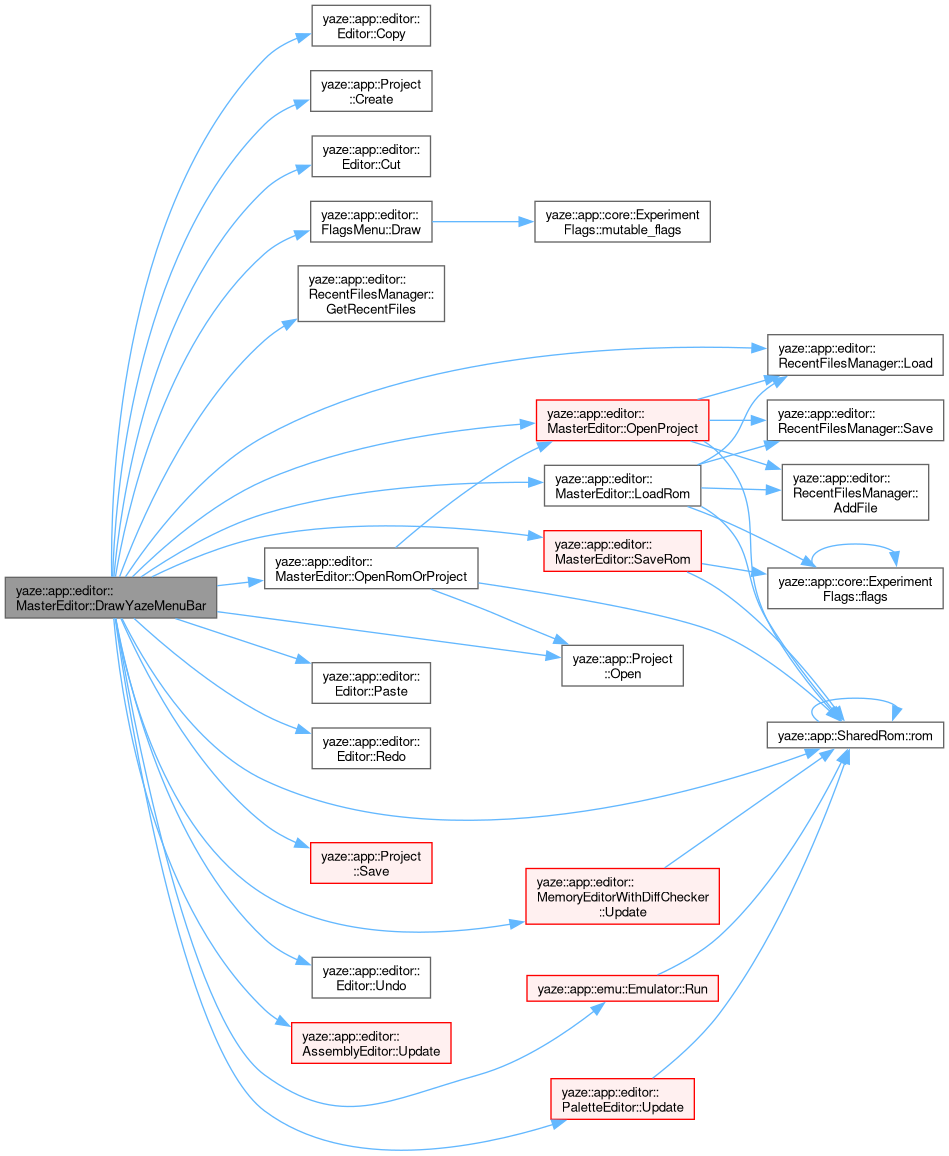 yaze::app::editor::
Editor::Copy
yaze::app::Project
::Create
yaze::app::editor::
Editor::Cut
yaze::app::editor::
FlagsMenu::Draw
yaze::app::core::Experiment
Flags::mutable_flags
yaze::app::editor::
RecentFilesManager::
GetRecentFiles
yaze::app::editor::
RecentFilesManager::Load
yaze::app::editor::
MasterEditor::OpenProject
yaze::app::editor::
RecentFilesManager::Save
yaze::app::editor::
MasterEditor::LoadRom
yaze::app::editor::
RecentFilesManager::
AddFile
yaze::app::editor::
MasterEditor::SaveRom
yaze::app::editor::
MasterEditor::OpenRomOrProject
yaze::app::core::Experiment
Flags::flags
yaze::app::editor::
MasterEditor::DrawYazeMenuBar
yaze::app::Project
::Open
yaze::app::editor::
Editor::Paste
yaze::app::SharedRom::rom
yaze::app::editor::
Editor::Redo
yaze::app::Project
::Save
yaze::app::editor::
MemoryEditorWithDiffChecker
::Update
yaze::app::editor::
Editor::Undo
yaze::app::emu::Emulator::Run
yaze::app::editor::
AssemblyEditor::Update
yaze::app::editor::
PaletteEditor::Update